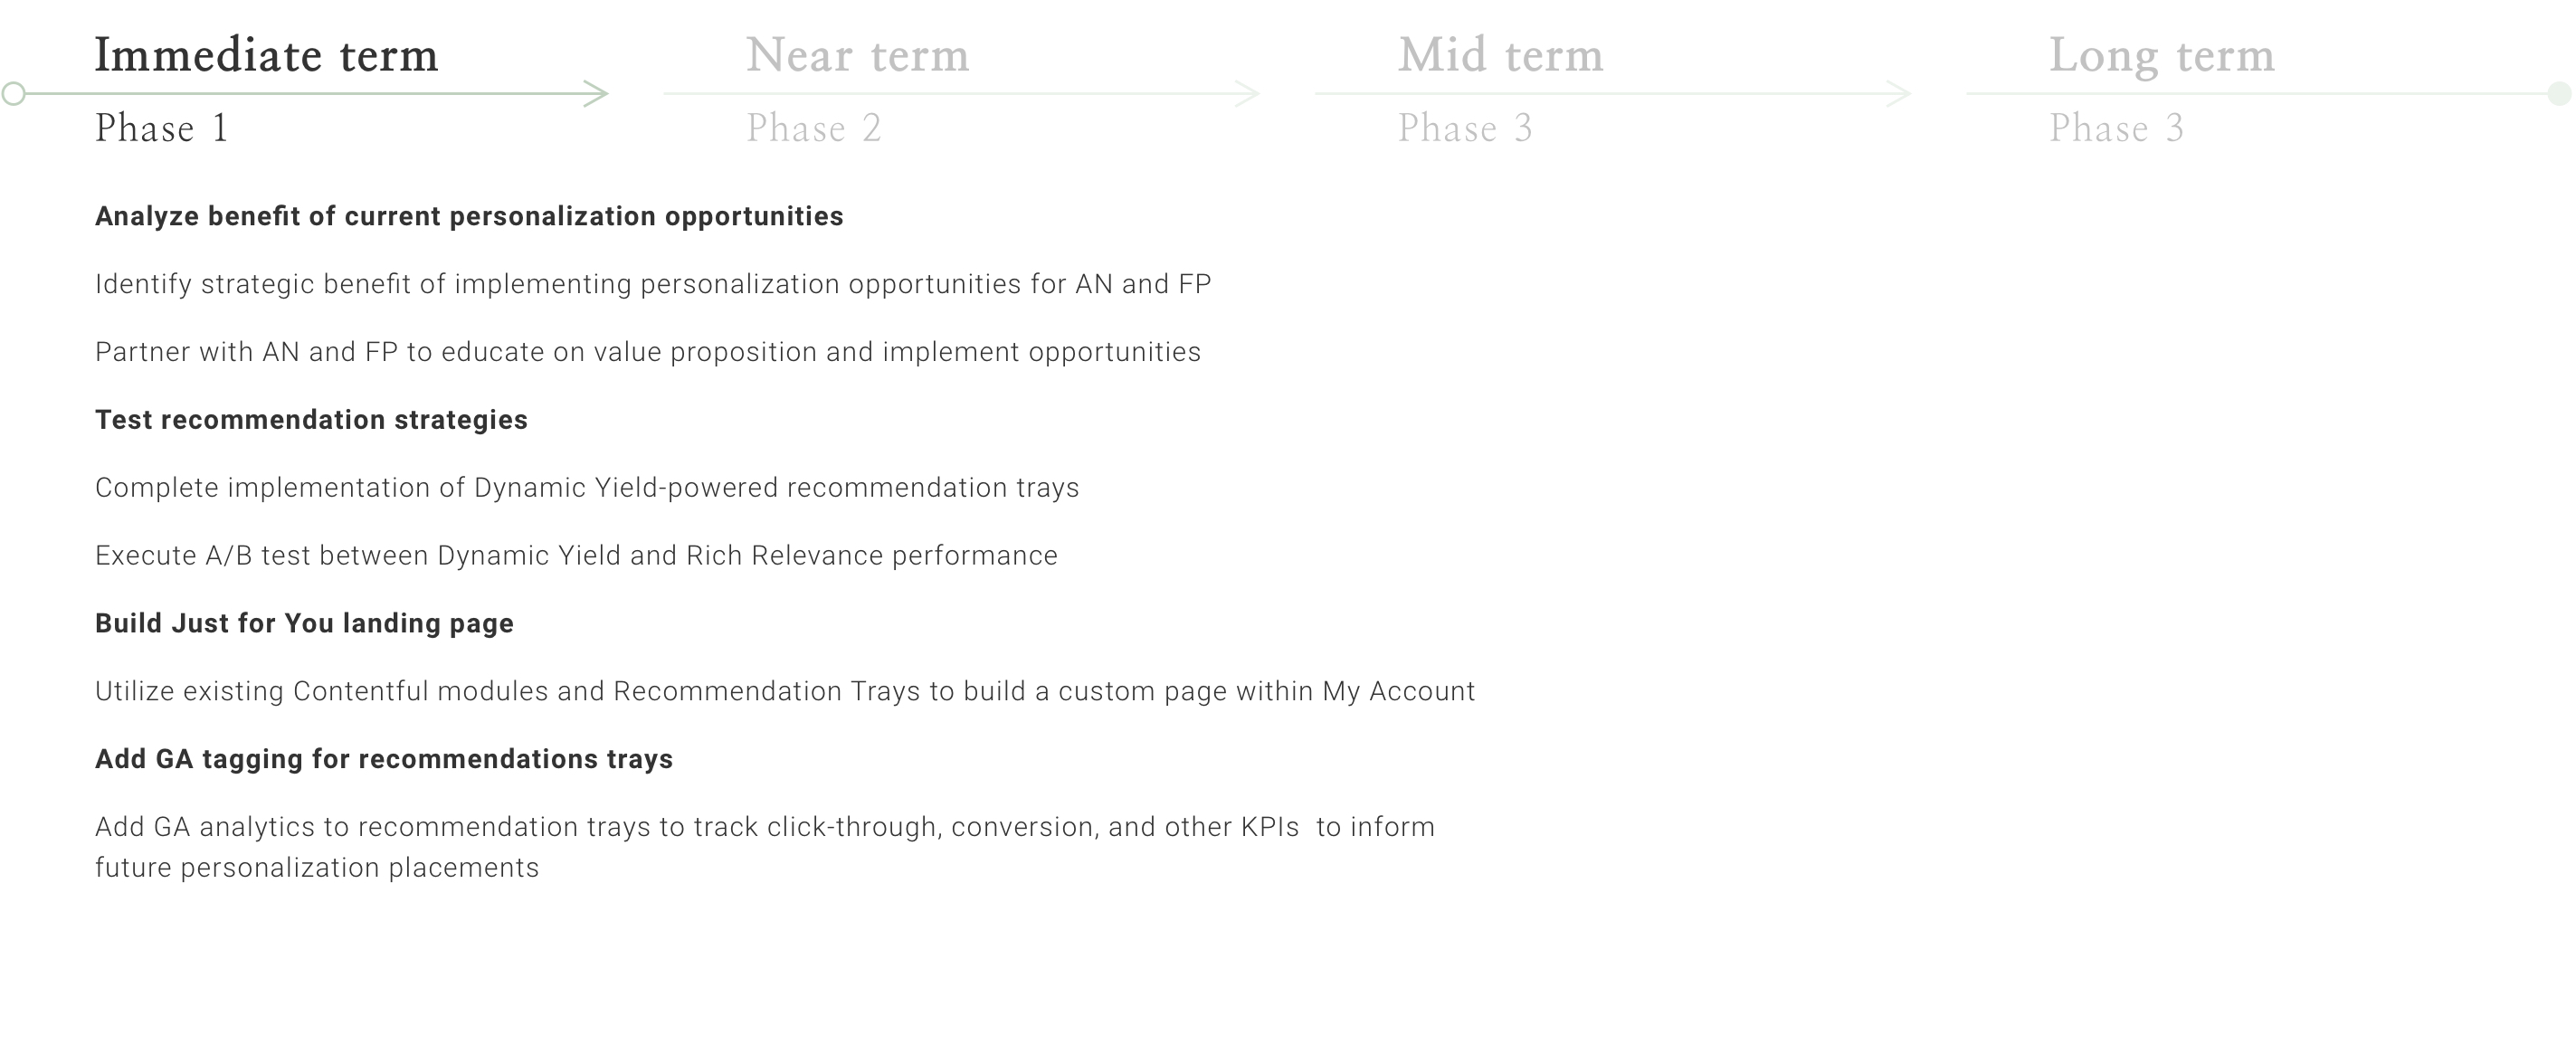 Immediate term
Near term
Mid term
Long term
Phase 1
Phase 2
Phase 3
Phase 3
Analyze benefit of current personalization opportunities
Identify strategic benefit of implementing personalization opportunities for AN and FP
Partner with AN and FP to educate on value proposition and implement opportunities
Test recommendation strategies
Complete implementation of Dynamic Yield-powered recommendation trays
Execute A/B test between Dynamic Yield and Rich Relevance performance
Build Just for You landing page
Utilize existing Contentful modules and Recommendation Trays to build a custom page within My Account
Add GA tagging for recommendations trays
Add GA analytics to recommendation trays to track click-through, conversion, and other KPIs  to inform
future personalization placements